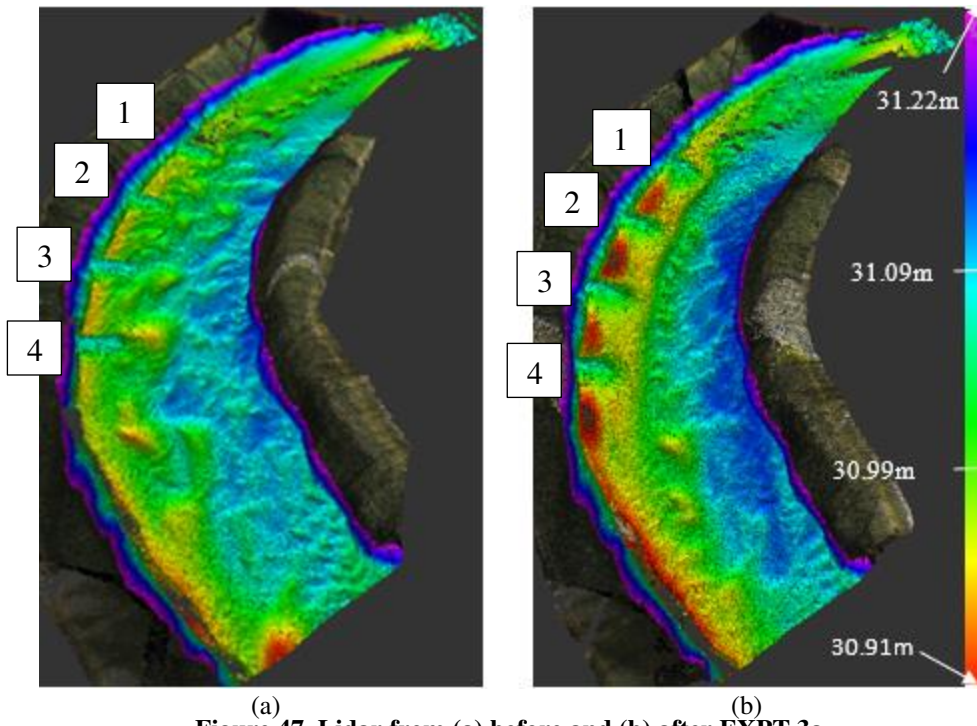 1
2
3
4
1
2
3
4
31.22m
31.09m
30.99m
30.91m
(a)
(b)
Figure 47. Lidar from (a) before and (b) after EXPT 3a